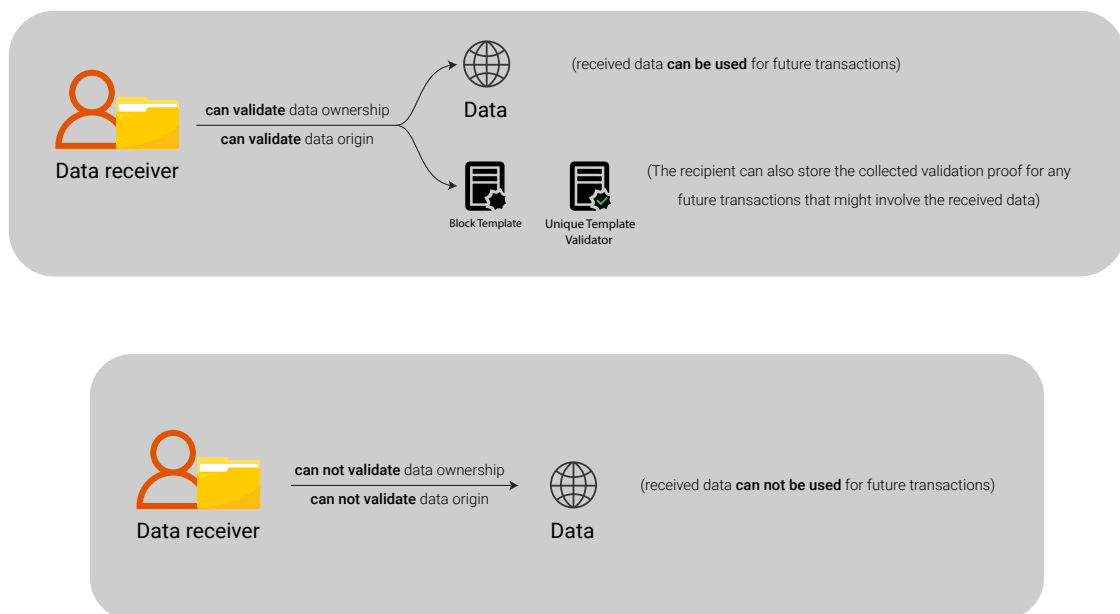 (received data can be used for future transactions)
can validate data ownership
Data
can validate data origin
Data receiver
(The recipient can also store the collected validation proof for any
future transactions that might involve the received data)
Block Template
Unique Template
Validator
can not validate data ownership
(received data can not be used for future transactions)
can not validate data origin
Data receiver
Data